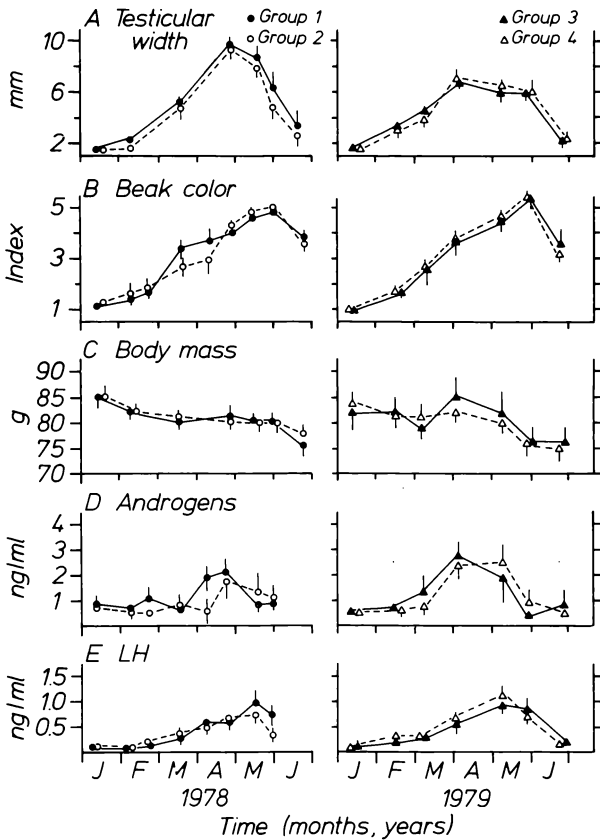 A Testicular width
Group 1
Group 2
Group 3
Group 4
mm
10
6
2
B Beak color
Index
5
3
1
C Body mass
g
90
85
80
75
70
D Androgens
ng/ml
4
3
2
1
E LH
ng/ml
1.5
1.0
0.5
J F M A M J J F M A M J
1978 1979
Time (months, years)